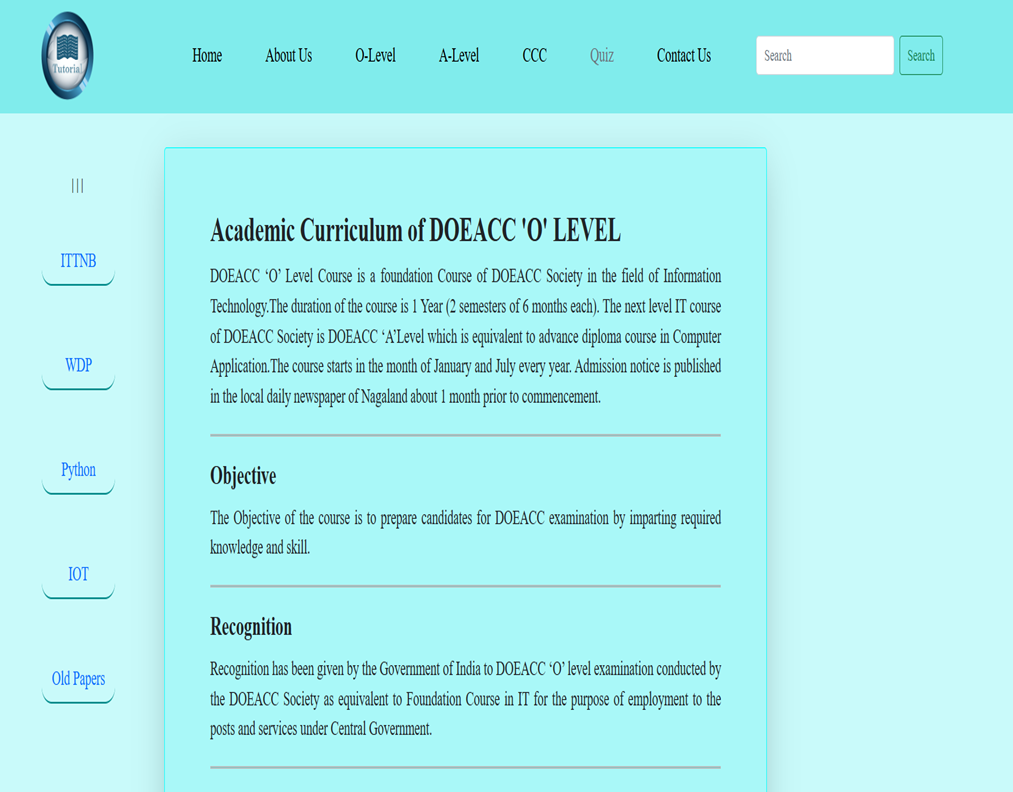 Tutorial
Home
About Us
O-Level
A-Level
CCC
Quiz
Contact Us
Search
Search
|||
ITTNB
WDP
Python
IOT
Old Papers
Academic Curriculum of DOEACC 'O' LEVEL
DOEACC ‘O’ Level Course is a foundation Course of DOEACC Society in the field of Information
Technology.The duration of the course is 1 Year (2 semesters of 6 months each). The next level IT course
of DOEACC Society is DOEACC ‘A’Level which is equivalent to advance diploma course in Computer
Application.The course starts in the month of January and July every year. Admission notice is published
in the local daily newspaper of Nagaland about 1 month prior to commencement.
Objective
The Objective of the course is to prepare candidates for DOEACC examination by imparting required
knowledge and skill.
Recognition
Recognition has been given by the Government of India to DOEACC ‘O’ level examination conducted by
the DOEACC Society as equivalent to Foundation Course in IT for the purpose of employment to the
posts and services under Central Government.